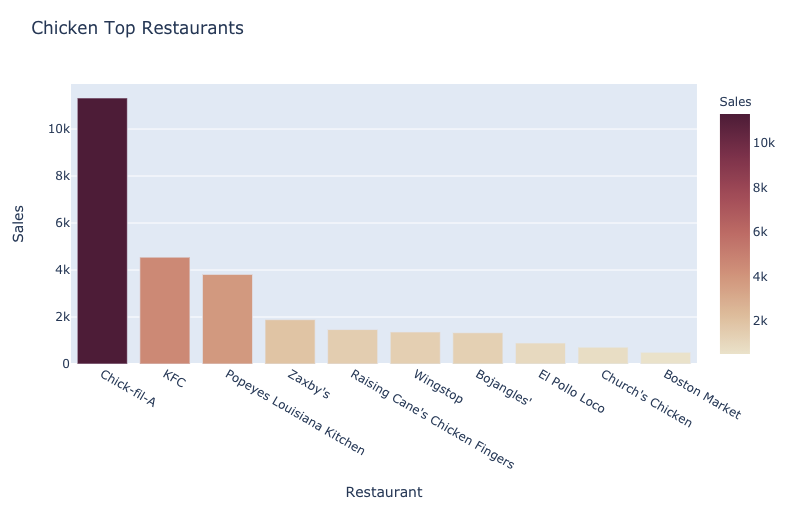 Chicken Top Restaurants
Sales
10k
8k
6k
4k
2k
0
Chick-fil-A
KFC
Popeyes Louisiana Kitchen
Zaxby's
Raising Cane's Chicken Fingers
Wingstop
Bojangles'
El Pollo Loco
Church's Chicken
Boston Market
Restaurant
Sales
10k
8k
6k
4k
2k